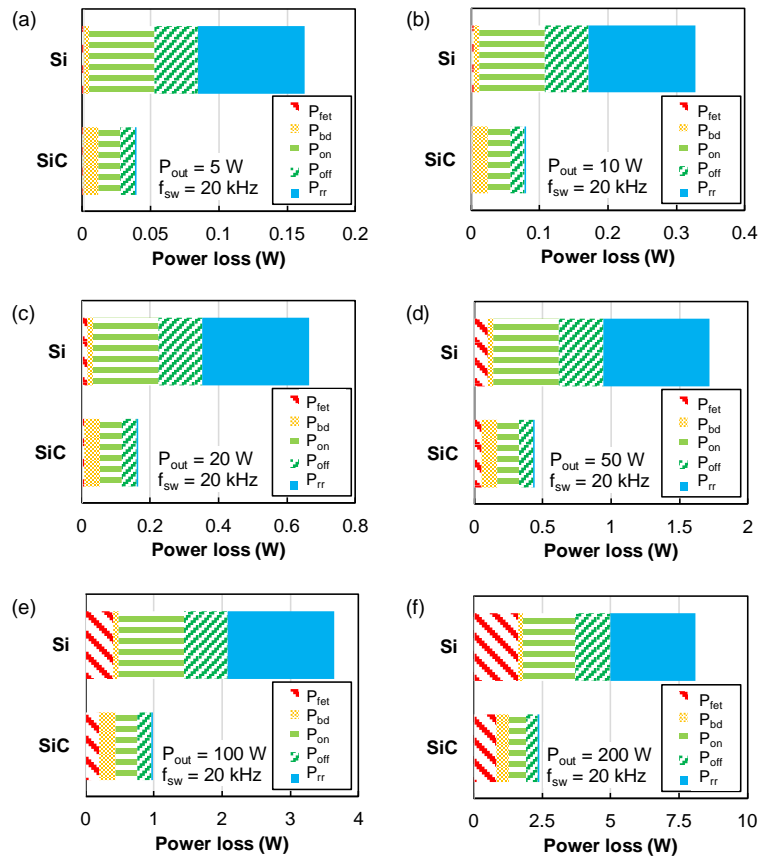 (a)
Si
SiC
P_fet
P_bd
P_on
P_off
P_rr
P_out = 5 W
f_sw = 20 kHz
0 0.05 0.1 0.15 0.2
Power loss (W)
(b)
Si
SiC
P_fet
P_bd
P_on
P_off
P_rr
P_out = 10 W
f_sw = 20 kHz
0 0.1 0.2 0.3 0.4
Power loss (W)
(c)
Si
SiC
P_fet
P_bd
P_on
P_off
P_rr
P_out = 20 W
f_sw = 20 kHz
0 0.2 0.4 0.6 0.8
Power loss (W)
(d)
Si
SiC
P_fet
P_bd
P_on
P_off
P_rr
P_out = 50 W
f_sw = 20 kHz
0 0.5 1 1.5 2
Power loss (W)
(e)
Si
SiC
P_fet
P_bd
P_on
P_off
P_rr
P_out = 100 W
f_sw = 20 kHz
0 1 2 3 4
Power loss (W)
(f)
Si
SiC
P_fet
P_bd
P_on
P_off
P_rr
P_out = 200 W
f_sw = 20 kHz
0 2.5 5 7.5 10
Power loss (W)